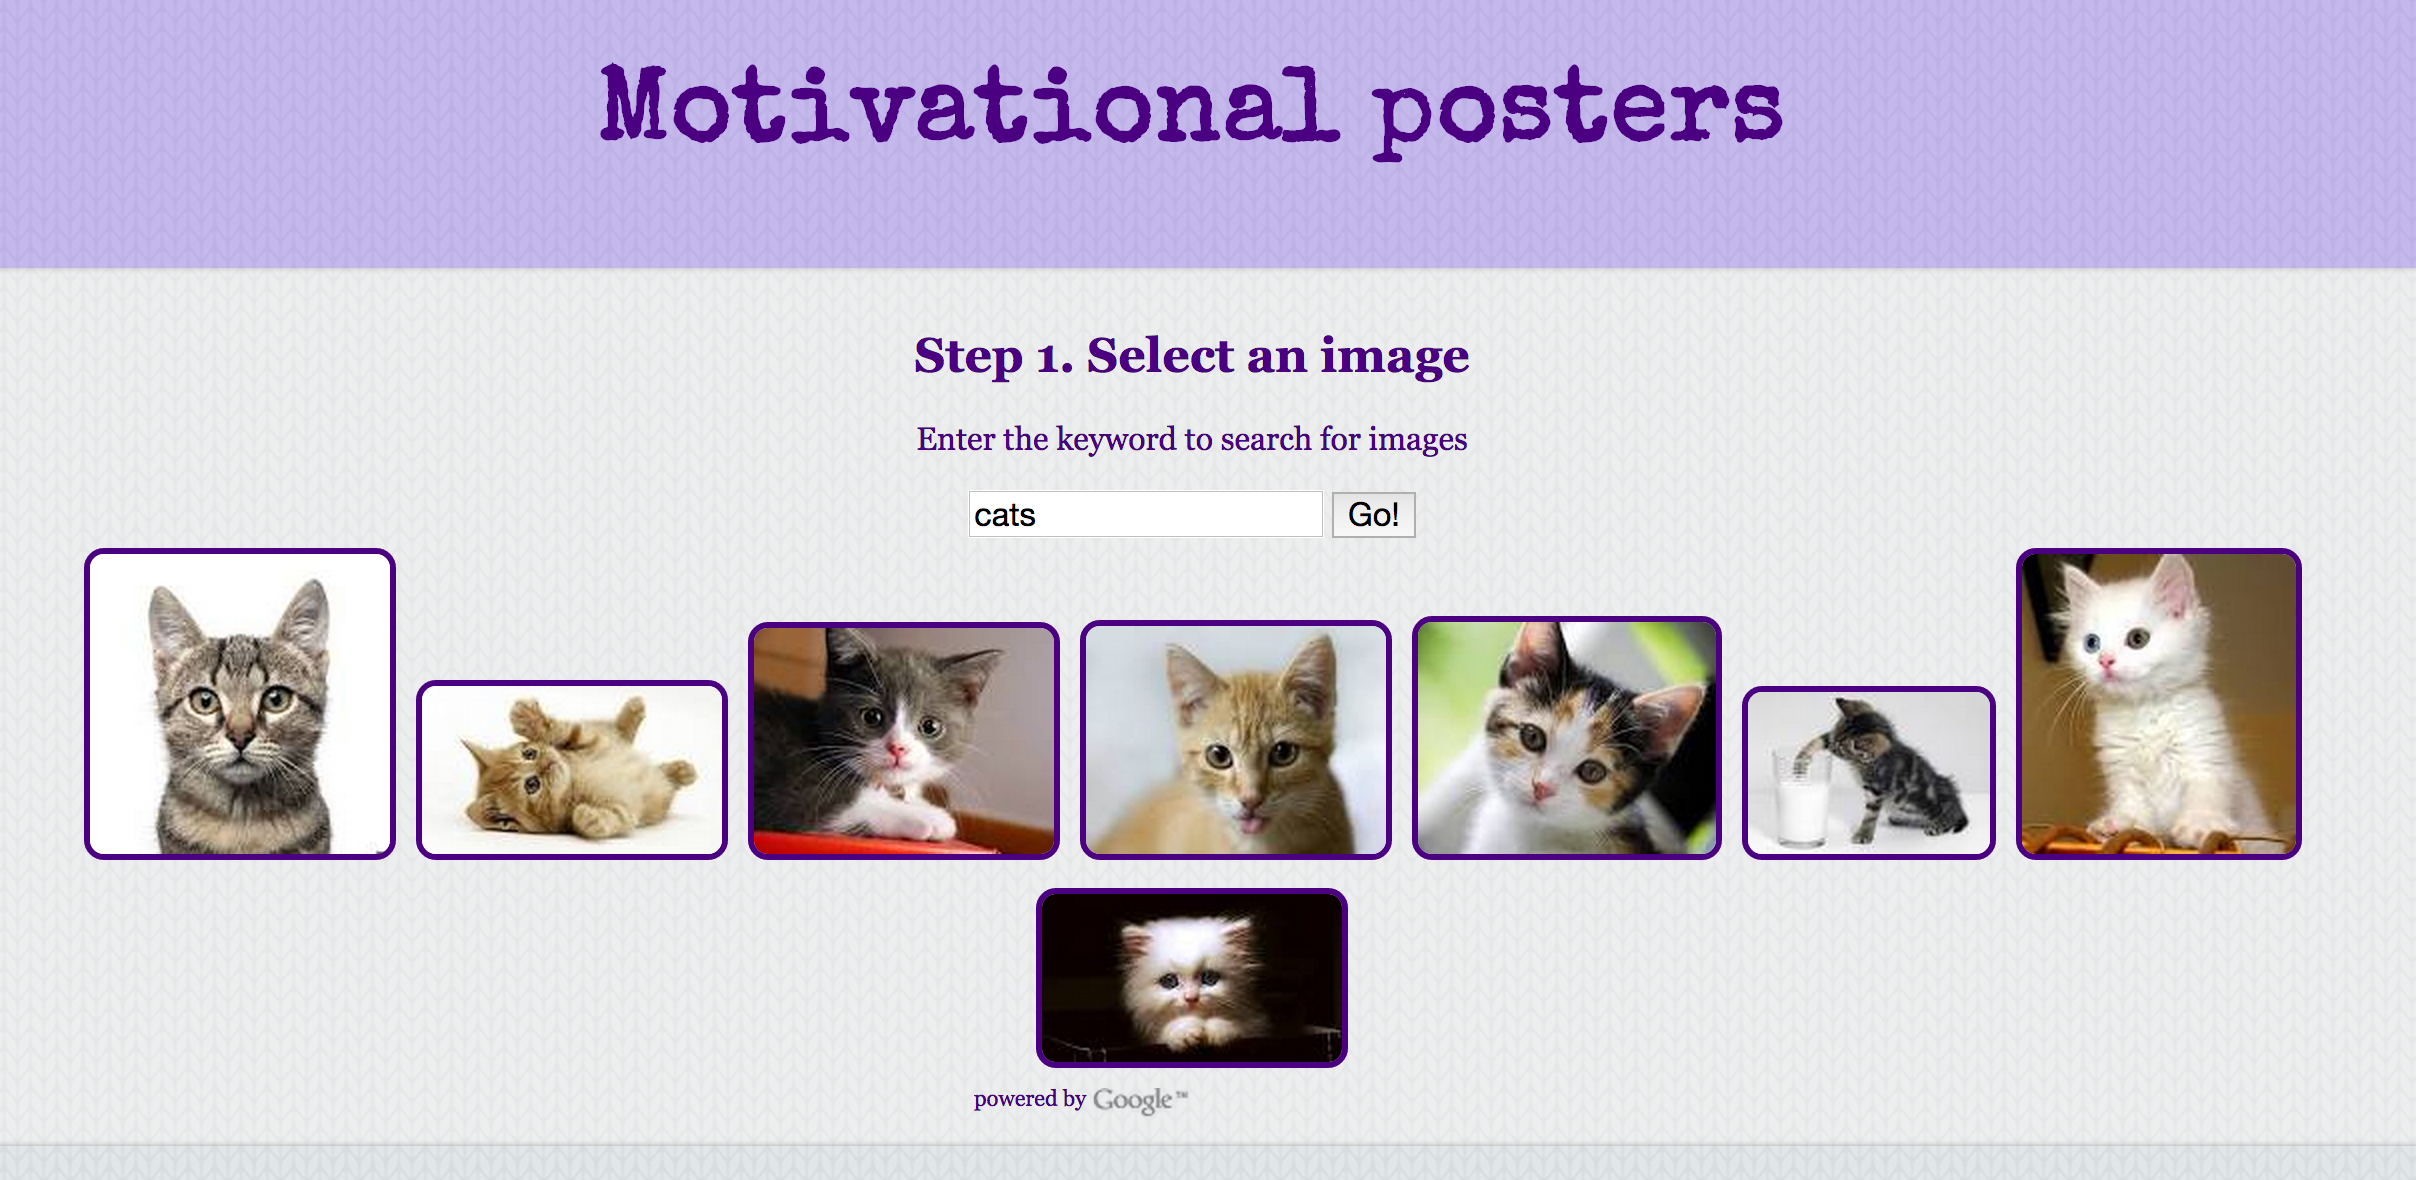 Motivational posters
Step 1. Select an image
Enter the keyword to search for images
cats Go!
powered by Google™